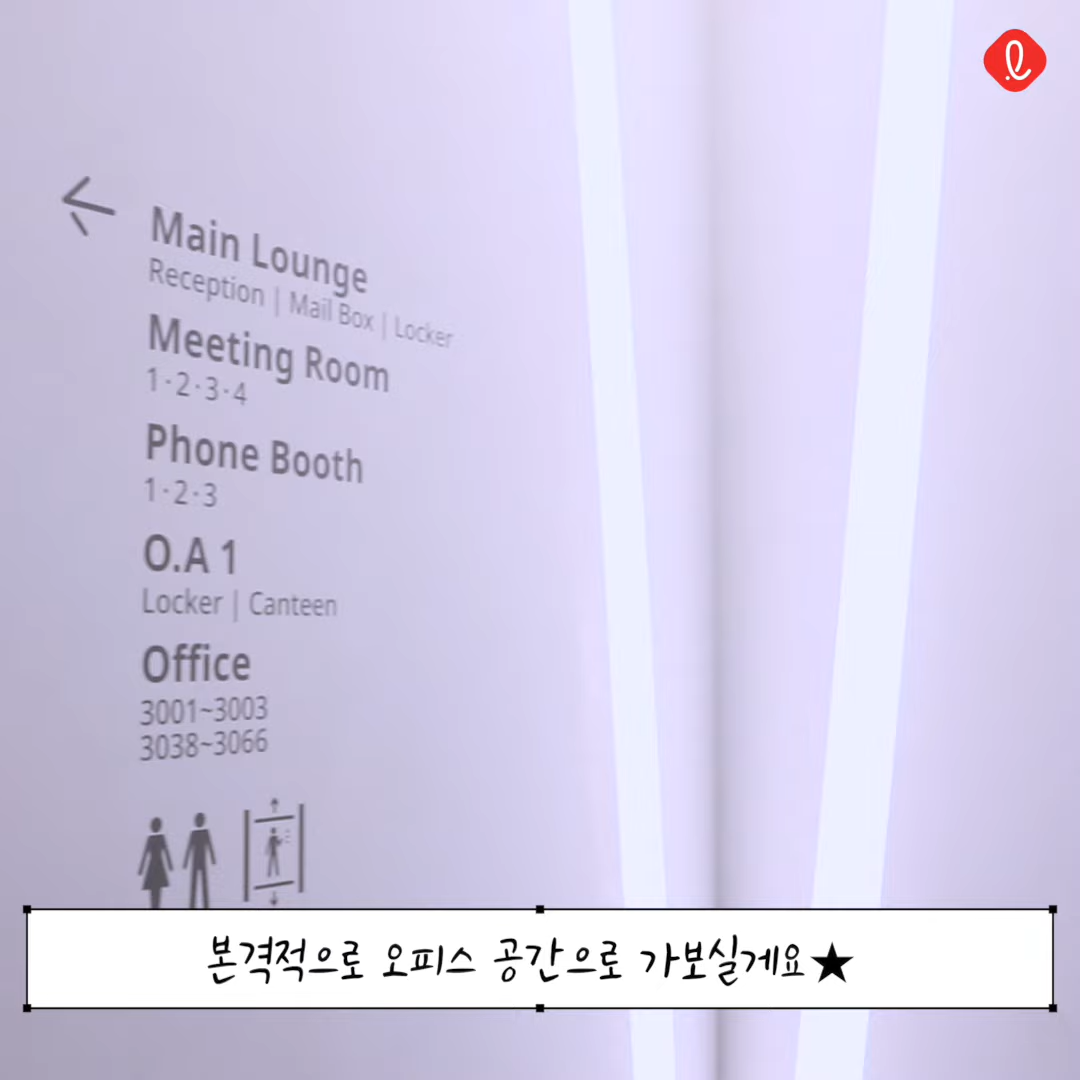 Main Lounge
Reception | Mail Box | Locker
Meeting Room
1·2·3·4
Phone Booth
1·2·3
O.A 1
Locker | Canteen
Office
3001~3003
3038~3066
본격적으로 오피스 공간으로 가보실게요★